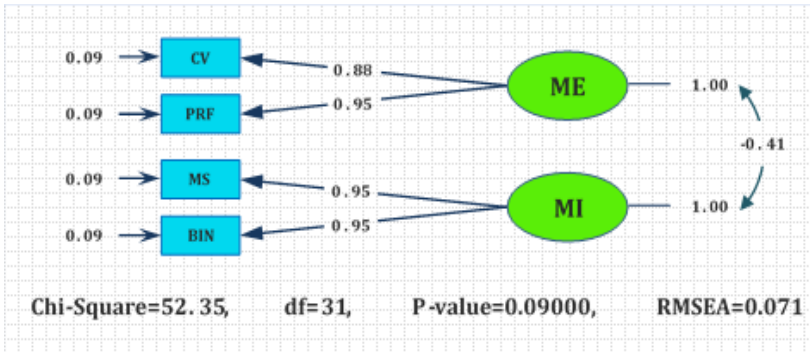 0.09 CV 0.88 ME 1.00
0.09 PRF 0.95
-0.41
0.09 MS 0.95 MI 1.00
0.09 BIN 0.95
Chi-Square=52.35, df=31, P-value=0.09000, RMSEA=0.071